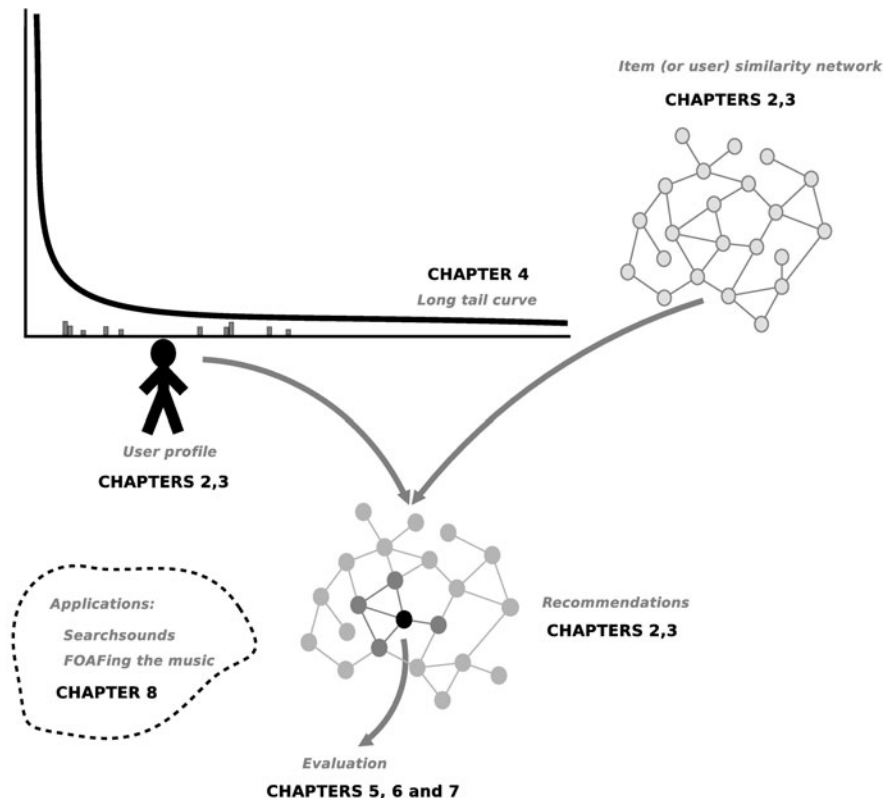 Item (or user) similarity network
CHAPTERS 2,3
CHAPTER 4
Long tail curve
User profile
CHAPTERS 2,3
Applications:
Searchsounds
FOAFing the music
CHAPTER 8
Recommendations
CHAPTERS 2,3
Evaluation
CHAPTERS 5, 6 and 7